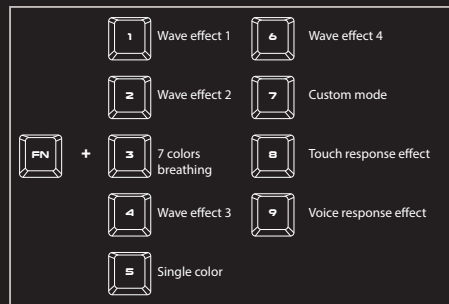 1 Wave effect 1
6 Wave effect 4
2 Wave effect 2
7 Custom mode
FN + 3 7 colors
breathing
8 Touch response effect
4 Wave effect 3
9 Voice response effect
5 Single color